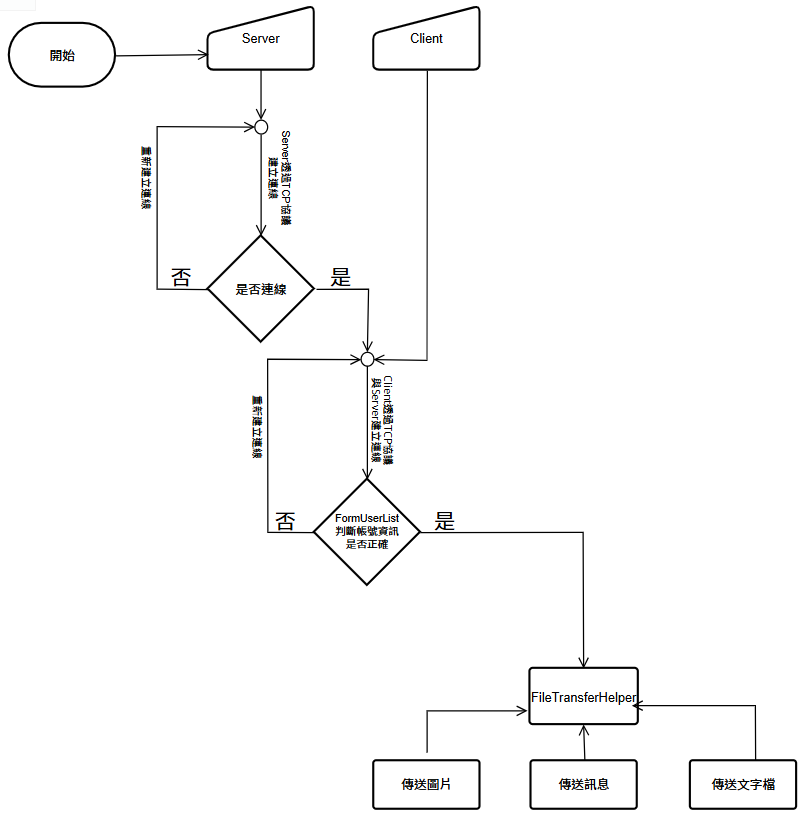 開始
Server
Client
Server透過TCP協議
建立連線
重新建立連線
否
是否連線
是
Client透過TCP協議
與Server建立連線
重新建立連線
否
FormUserList
判斷帳號資訊
是否正確
是
FileTransferHelper
傳送圖片
傳送訊息
傳送文字檔